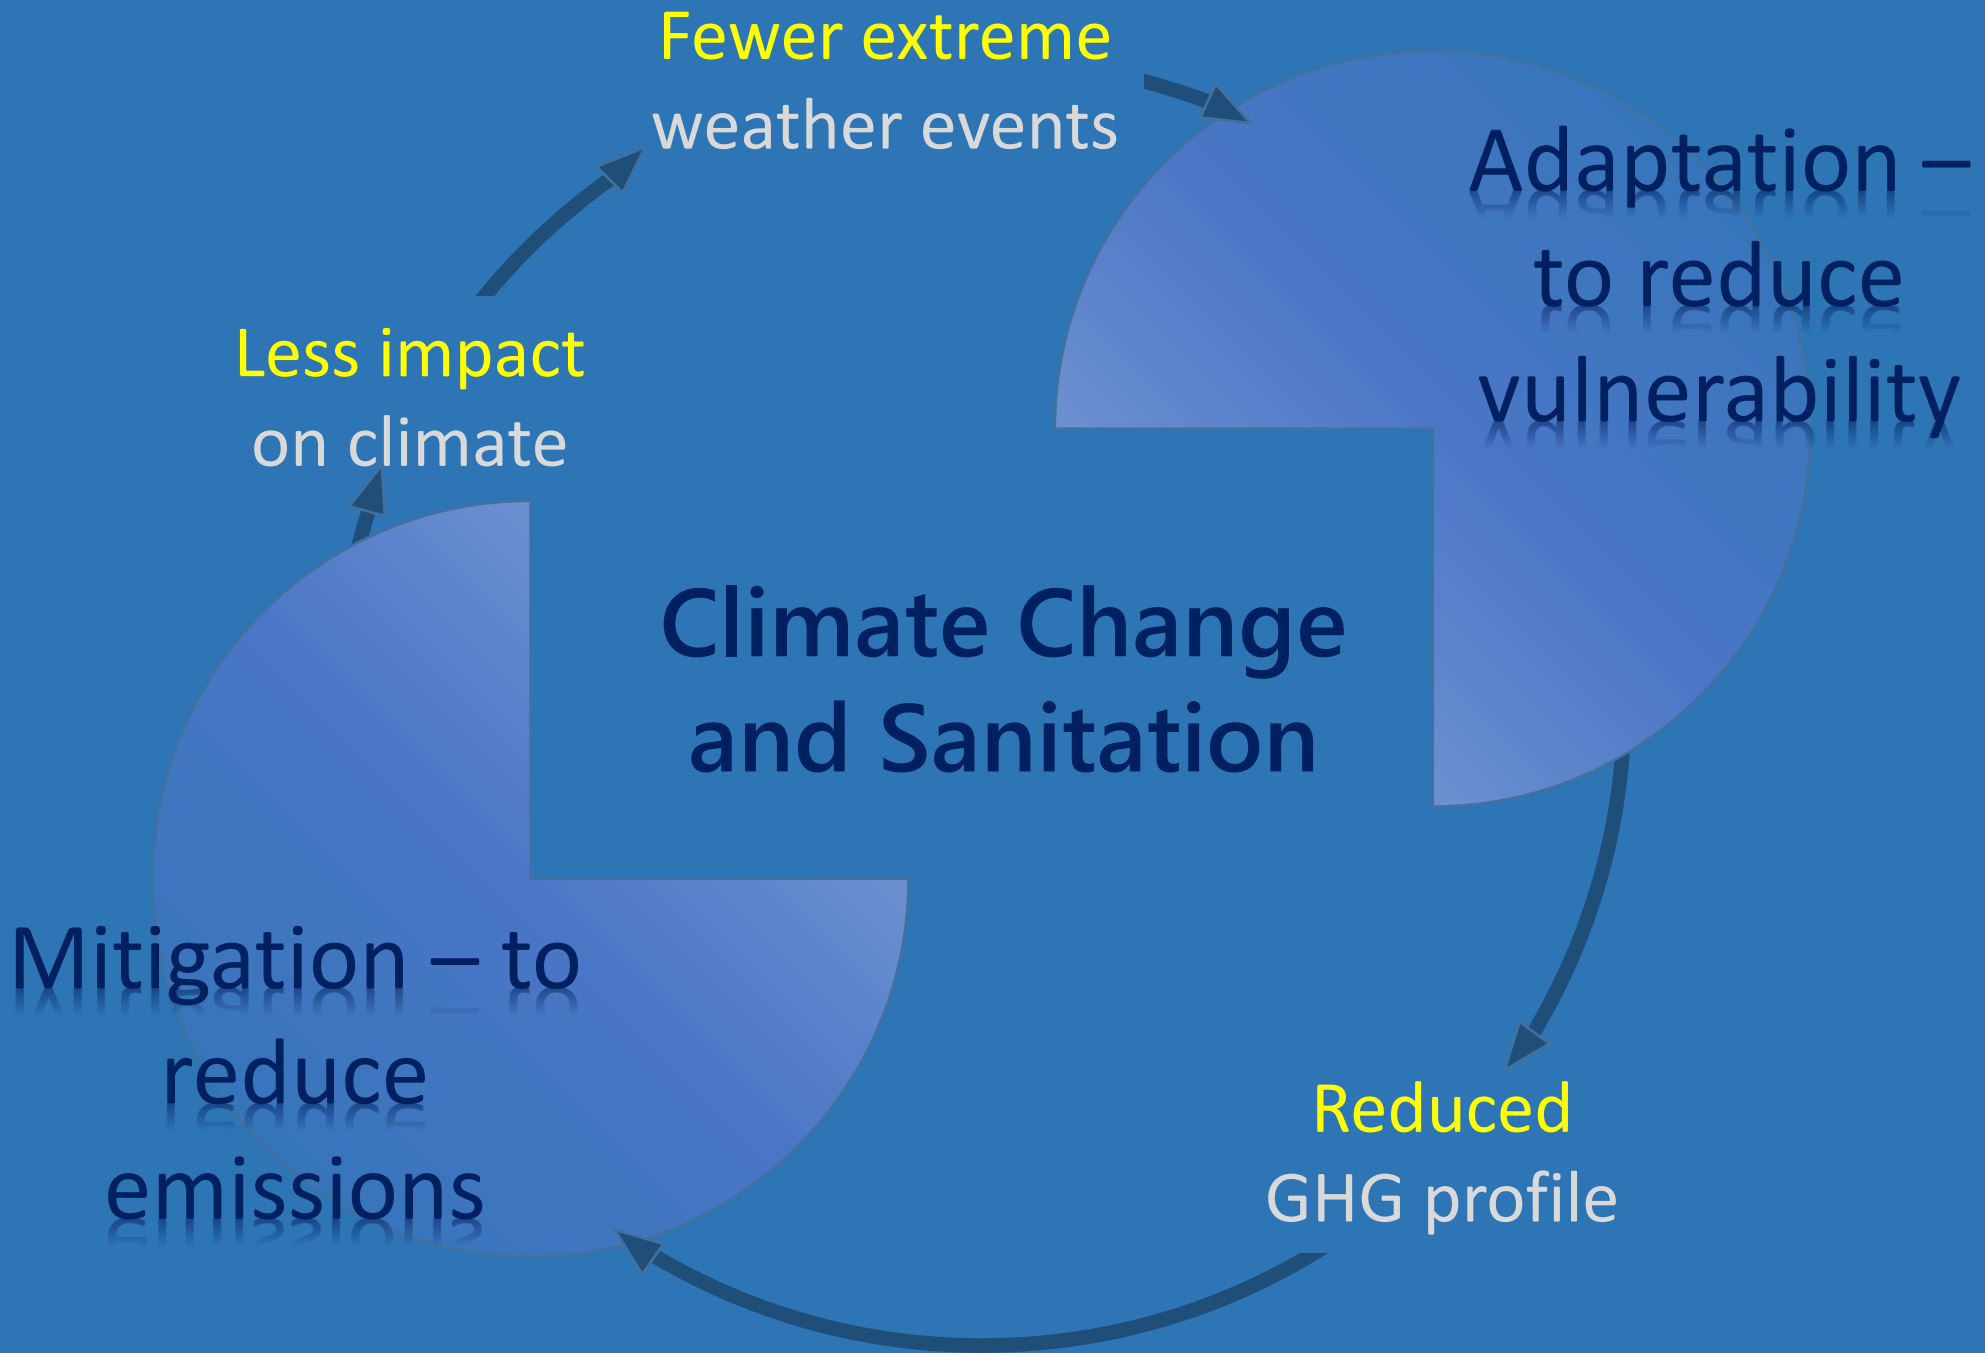 Fewer extreme
weather events
Adaptation –
to reduce
vulnerability
Less impact
on climate
Climate Change
and Sanitation
Mitigation – to
reduce
emissions
Reduced
GHG profile